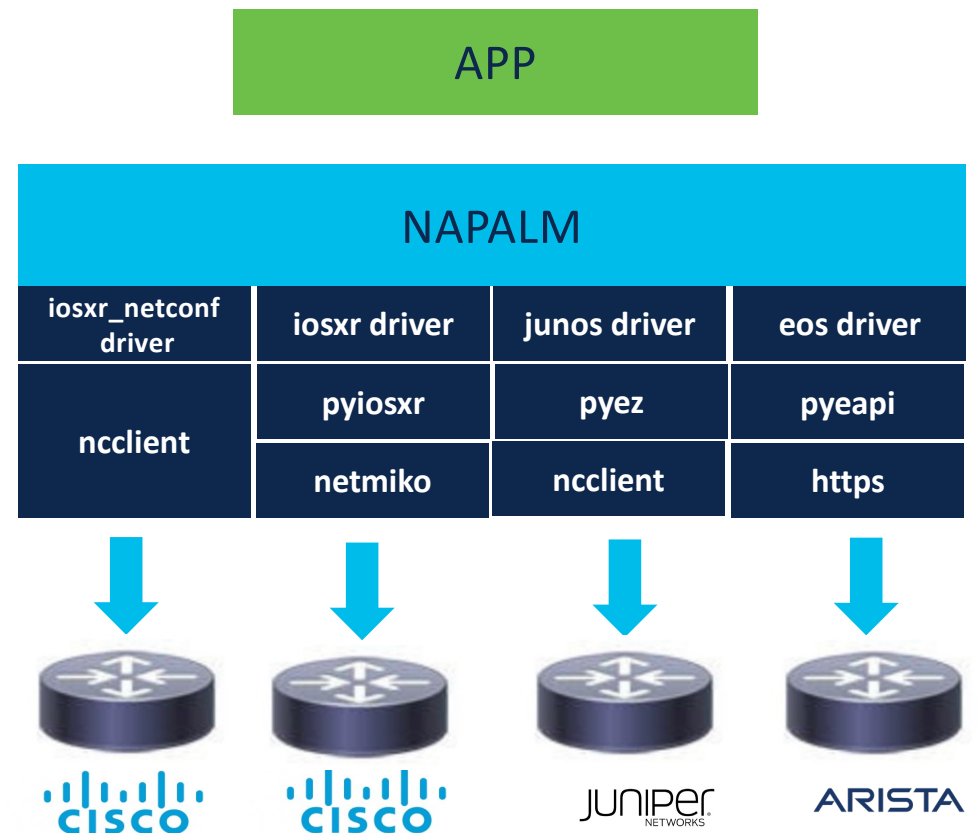 APP
NAPALM
iosxr_netconf
driver
iosxr driver
junos driver
eos driver
ncclient
pyiosxr
pyez
pyeapi
netmiko
ncclient
https
CISCO
CISCO
JUNIPER
NETWORKS
ARISTA